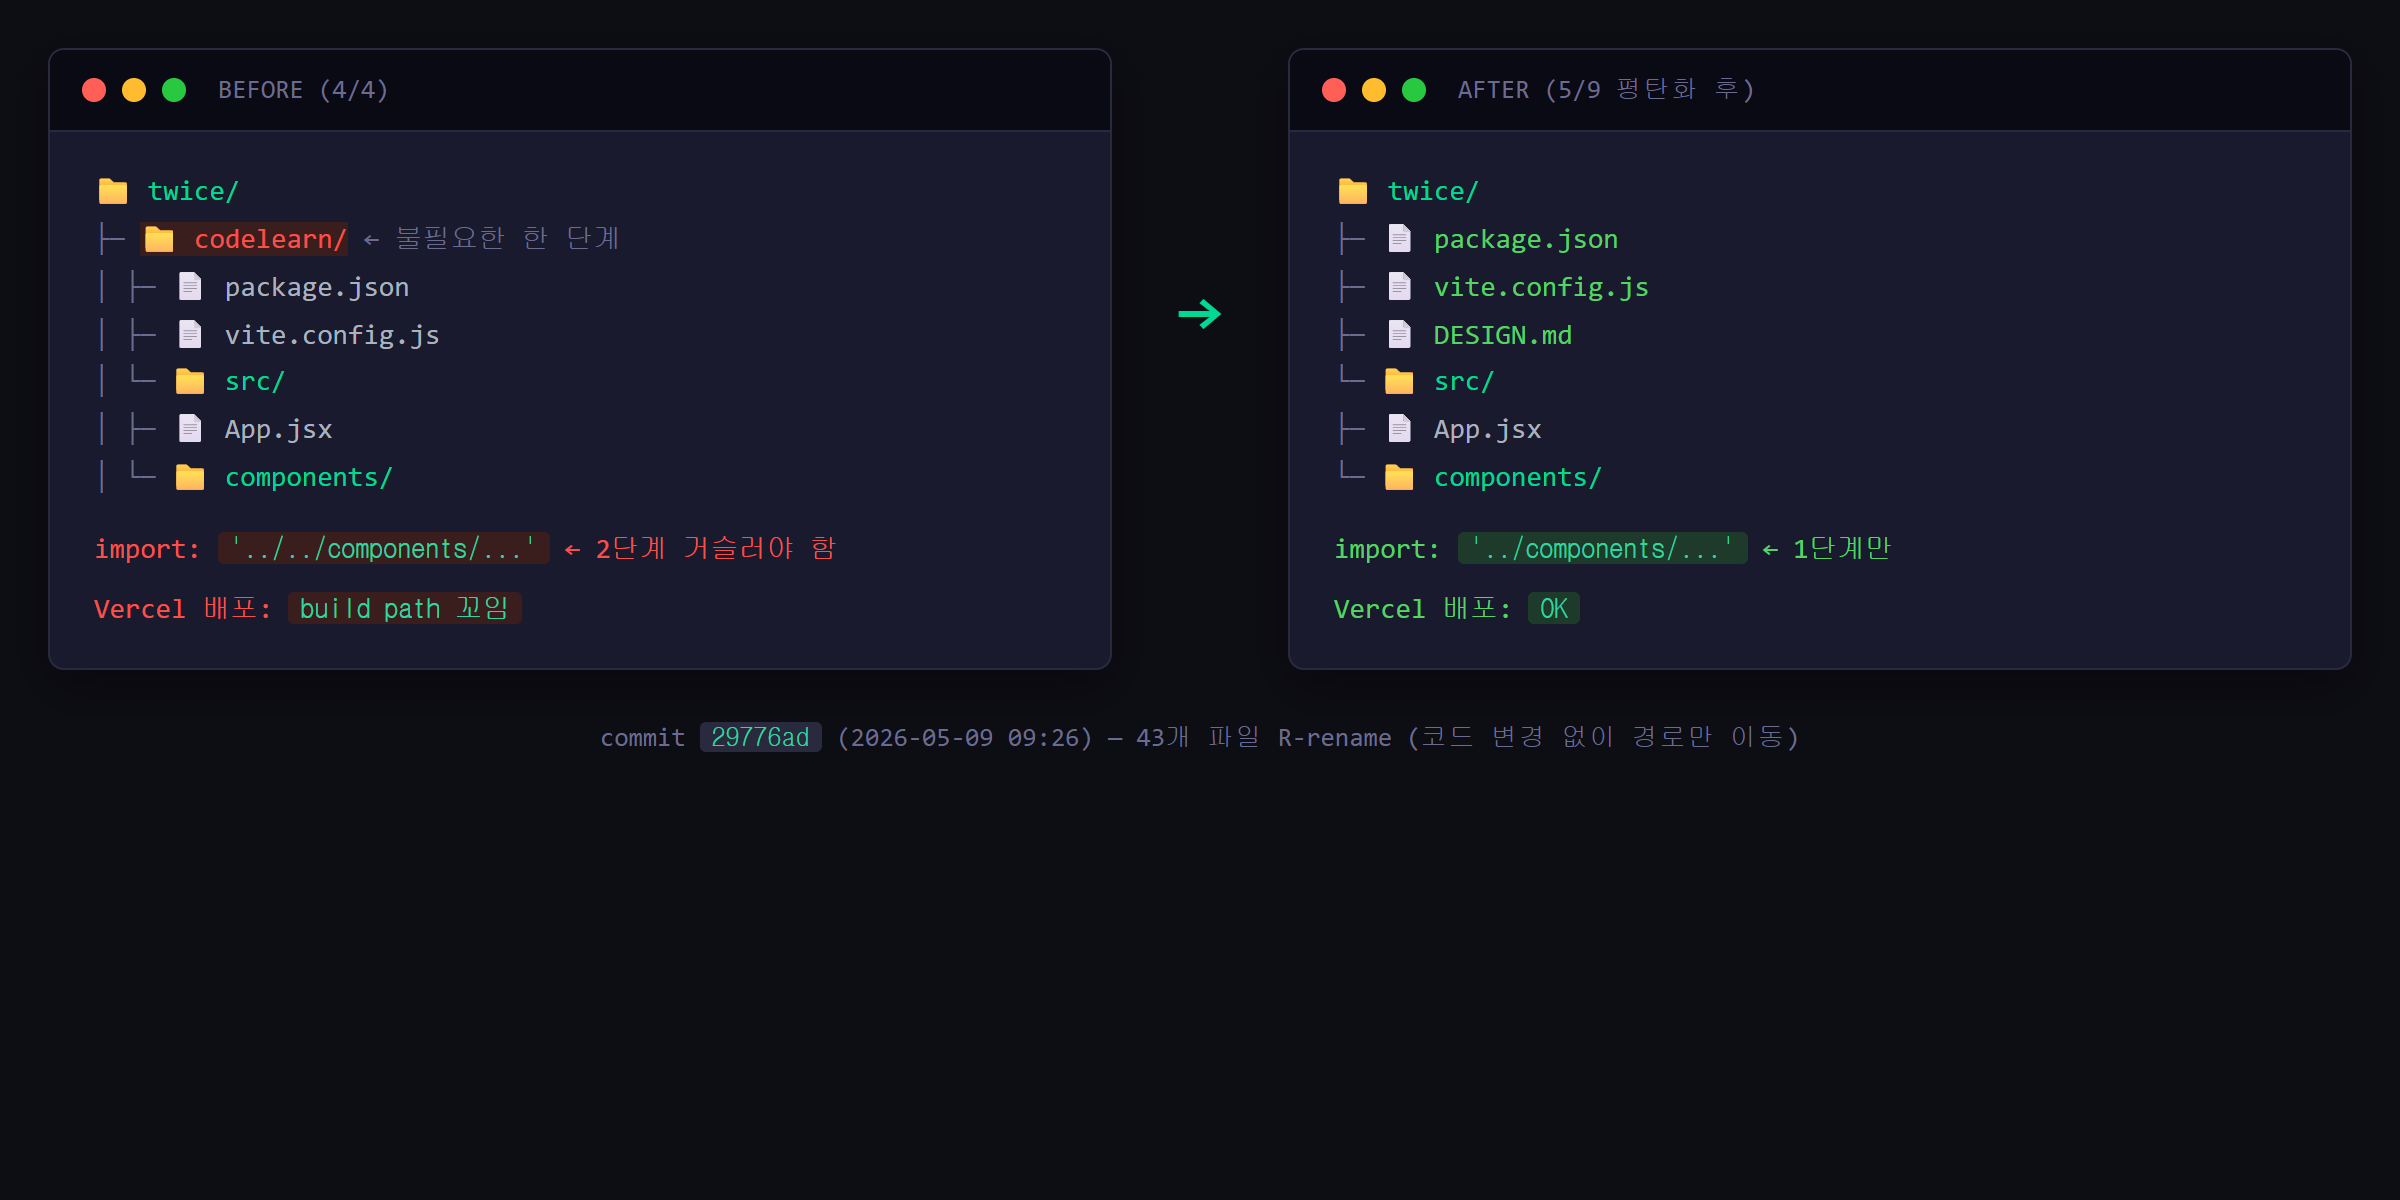 BEFORE (4/4)
twice/
├─ codelearn/ ← 불필요한 한 단계
│ ├─ package.json
│ ├─ vite.config.js
│ └─ src/
│ ├─ App.jsx
│ └─ components/
import: '../../components/...' ← 2단계 거슬러야 함
Vercel 배포: build path 꼬임
→
AFTER (5/9 평탄화 후)
twice/
├─ package.json
├─ vite.config.js
├─ DESIGN.md
└─ src/
├─ App.jsx
└─ components/
import: '../components/...' ← 1단계만
Vercel 배포: OK
commit 29776ad (2026-05-09 09:26) — 43개 파일 R-rename (코드 변경 없이 경로만 이동)